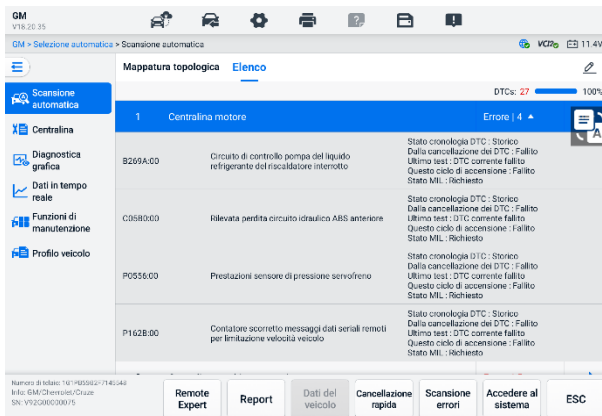 GM
V18.20.35
GM > Selezione automatica > Scansione automatica
VCI 11.4V
Mappatura topologica Elenco
DTCs: 27 100%
Scansione automatica
Centralina
Diagnostica grafica
Dati in tempo reale
Funzioni di manutenzione
Profilo veicolo
1 Centralina motore Errore | 4
B269A:00 Circuito di controllo pompa del liquido refrigerante del riscaldatore interrotto
Stato cronologia DTC : Storico
Dalla cancellazione dei DTC : Fallito
Ultimo test : DTC corrente fallito
Questo ciclo di accensione : Fallito
Stato MIL : Richiesto
C05B0:00 Rilevata perdita circuito idraulico ABS anteriore
Stato cronologia DTC : Storico
Dalla cancellazione dei DTC : Fallito
Ultimo test : DTC corrente fallito
Questo ciclo di accensione : Fallito
Stato MIL : Richiesto
P0556:00 Prestazioni sensore di pressione servofreno
Stato cronologia DTC : Storico
Dalla cancellazione dei DTC : Fallito
Ultimo test : DTC corrente fallito
Questo ciclo di accensione : Fallito
Stato MIL : Richiesto
P162B:00 Contatore scorretto messaggi dati seriali remoti per limitazione velocità veicolo
Stato cronologia DTC : Storico
Dalla cancellazione dei DTC : Fallito
Ultimo test : DTC corrente fallito
Questo ciclo di accensione : Fallito
Stato MIL : Richiesto
Numero di telaio:
Info: GM/Chevrolet/Cruze
SN: V92G00000075
Remote Expert
Report
Dati del veicolo
Cancellazione rapida
Scansione errori
Accedere al sistema
ESC